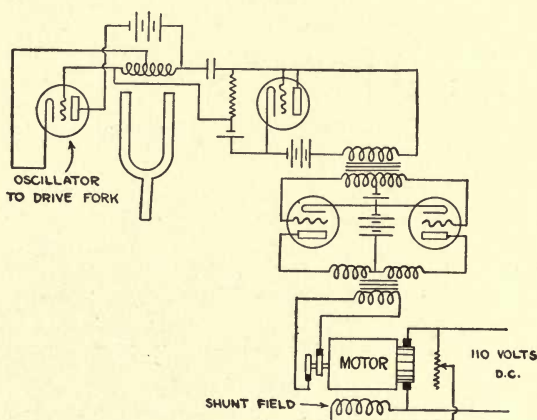 OSCILLATOR
TO DRIVE FORK
MOTOR
110 VOLTS
D.C.
SHUNT FIELD